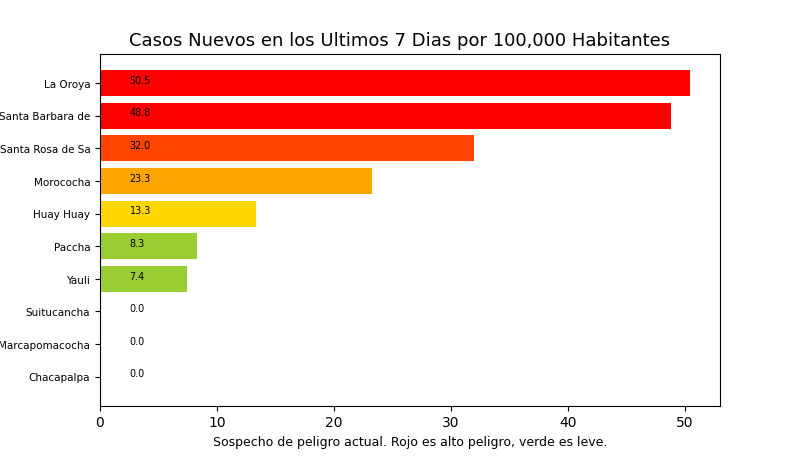 Casos Nuevos en los Ultimos 7 Dias por 100,000 Habitantes
La Oroya 50.5
Santa Barbara de 48.8
Santa Rosa de Sa 32.0
Morococha 23.3
Huay Huay 13.3
Paccha 8.3
Yauli 7.4
Suitucancha 0.0
Marcapomacocha 0.0
Chacapalpa 0.0
0 10 20 30 40 50
Sospecho de peligro actual. Rojo es alto peligro, verde es leve.